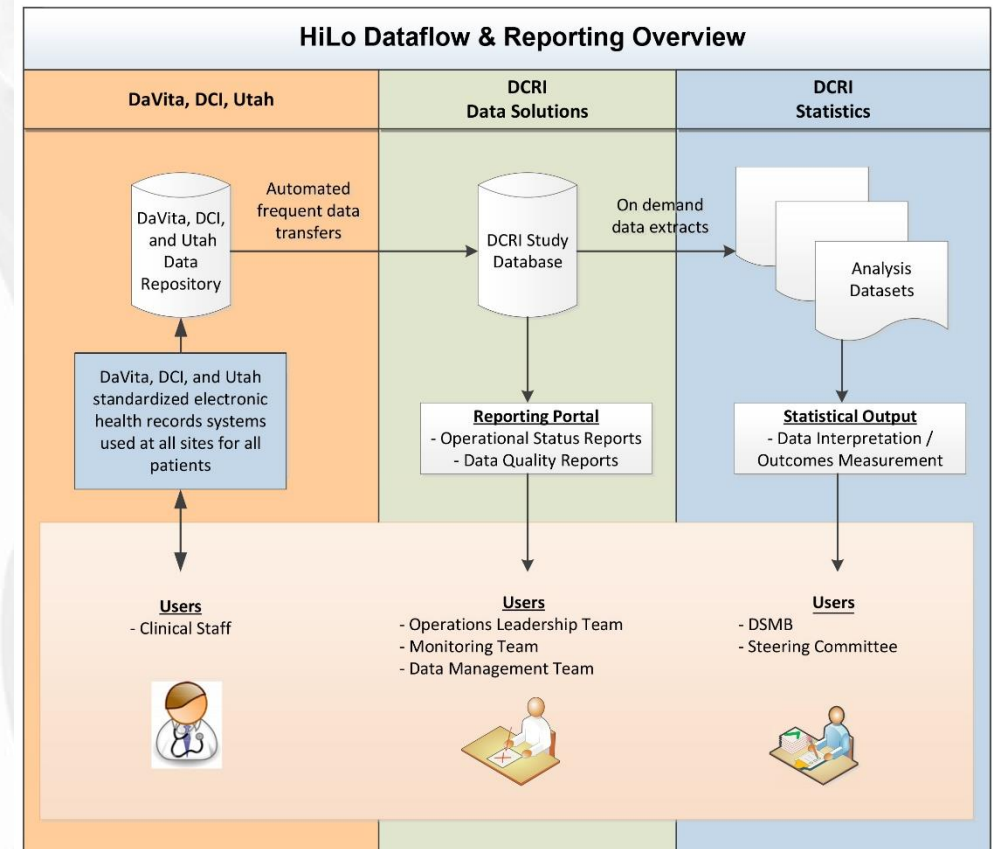 HiLo Dataflow & Reporting Overview
DaVita, DCI, Utah
DCRI
Data Solutions
DCRI
Statistics
DaVita, DCI,
and Utah
Data
Repository
Automated
frequent data
transfers
DCRI Study
Database
On demand
data extracts
Analysis
Datasets
DaVita, DCI, and Utah
standardized electronic
health records systems
used at all sites for all
patients
Reporting Portal
- Operational Status Reports
- Data Quality Reports
Statistical Output
- Data Interpretation /
Outcomes Measurement
Users
- Clinical Staff
Users
- Operations Leadership Team
- Monitoring Team
- Data Management Team
Users
- DSMB
- Steering Committee